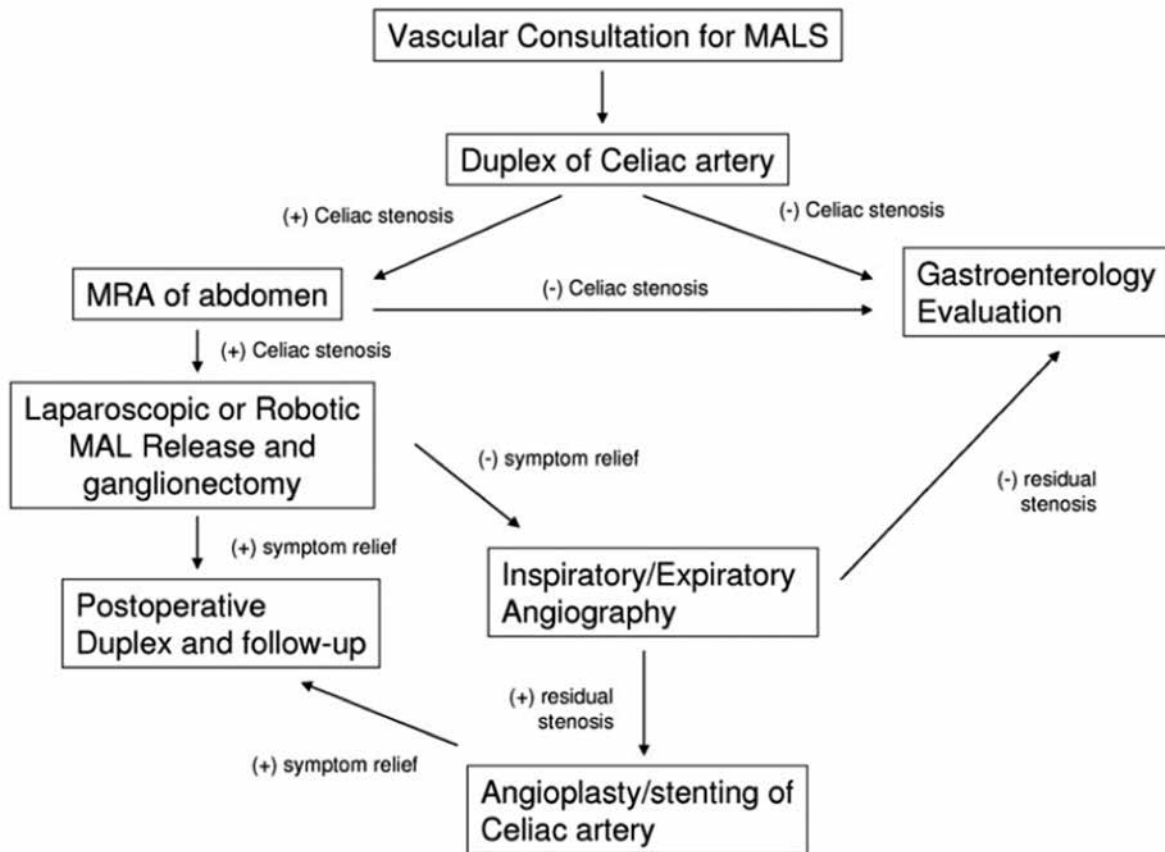 Vascular Consultation for MALS
Duplex of Celiac artery
(+) Celiac stenosis
(-) Celiac stenosis
MRA of abdomen
(-) Celiac stenosis
Gastroenterology
Evaluation
(+) Celiac stenosis
Laparoscopic or Robotic
MAL Release and
ganglionectomy
(-) symptom relief
(-) residual
stenosis
(+) symptom relief
Inspiratory/Expiratory
Angiography
Postoperative
Duplex and follow-up
(+) residual
stenosis
(+) symptom relief
Angioplasty/stenting of
Celiac artery